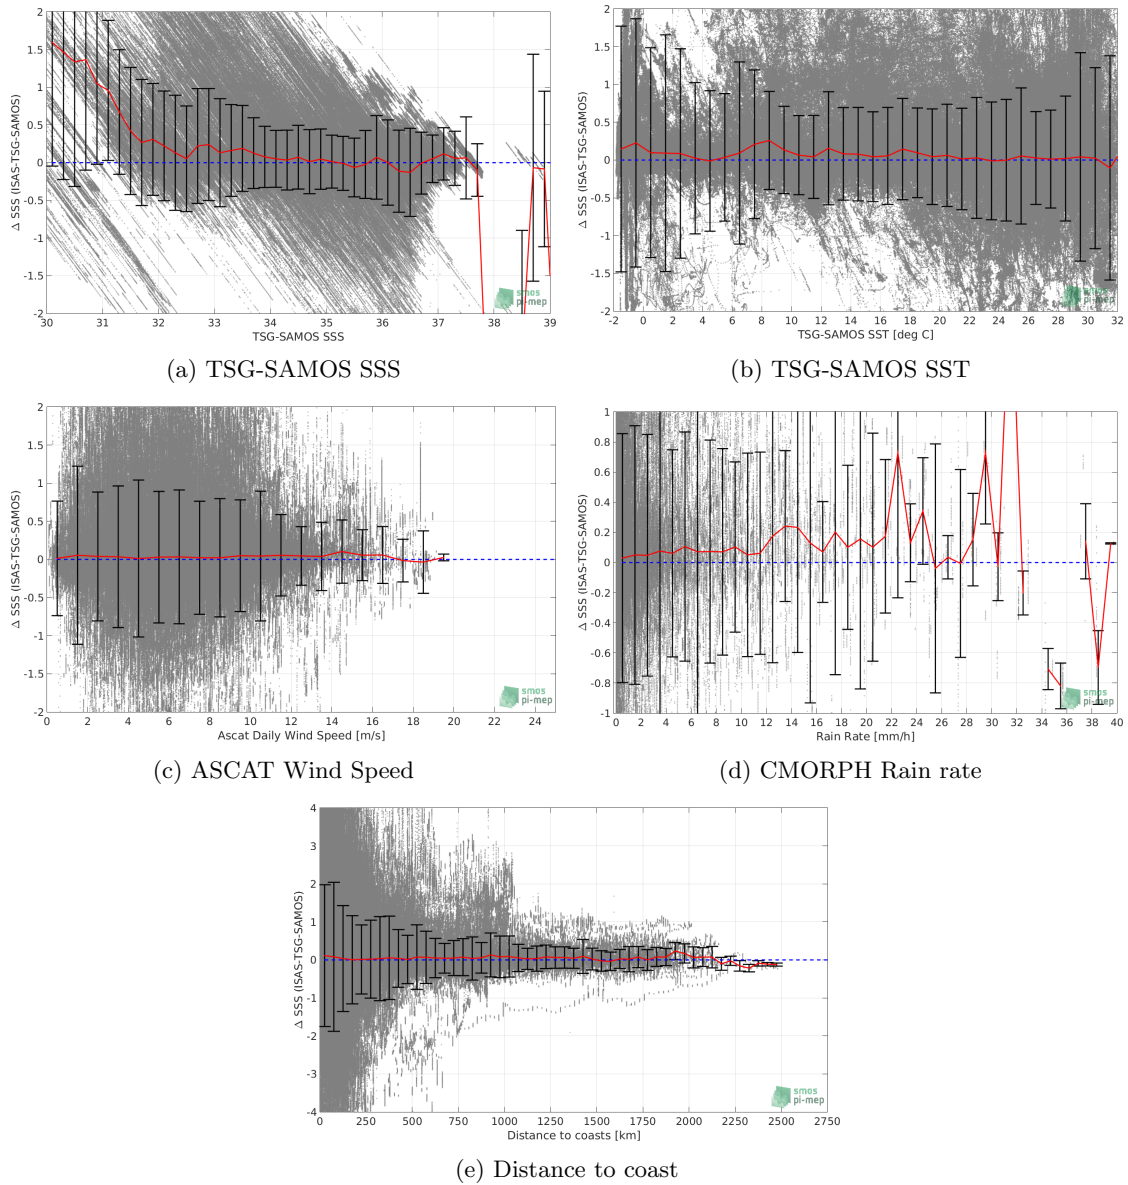 2
1.5
1
0.5
0
-0.5
-1
-1.5
-2
Δ SSS (ISAS-TSG-SAMOS)
30 31 32 33 34 35 36 37 38 39
TSG-SAMOS SSS
smos
pi-mep
(a) TSG-SAMOS SSS
2
1.5
1
0.5
0
-0.5
-1
-1.5
-2
Δ SSS (ISAS-TSG-SAMOS)
-2 0 2 4 6 8 10 12 14 16 18 20 22 24 26 28 30 32
TSG-SAMOS SST [deg C]
smos
pi-mep
(b) TSG-SAMOS SST
2
1.5
1
0.5
0
-0.5
-1
-1.5
-2
Δ SSS (ISAS-TSG-SAMOS)
0 2 4 6 8 10 12 14 16 18 20 22 24
Ascat Daily Wind Speed [m/s]
smos
pi-mep
(c) ASCAT Wind Speed
1
0.8
0.6
0.4
0.2
0
-0.2
-0.4
-0.6
-0.8
-1
Δ SSS (ISAS-TSG-SAMOS)
0 2 4 6 8 10 12 14 16 18 20 22 24 26 28 30 32 34 36 38 40
Rain Rate [mm/h]
smos
pi-mep
(d) CMORPH Rain rate
4
3
2
1
0
-1
-2
-3
-4
Δ SSS (ISAS-TSG-SAMOS)
0 250 500 750 1000 1250 1500 1750 2000 2250 2500 2750
Distance to coasts [km]
smos
pi-mep
(e) Distance to coast